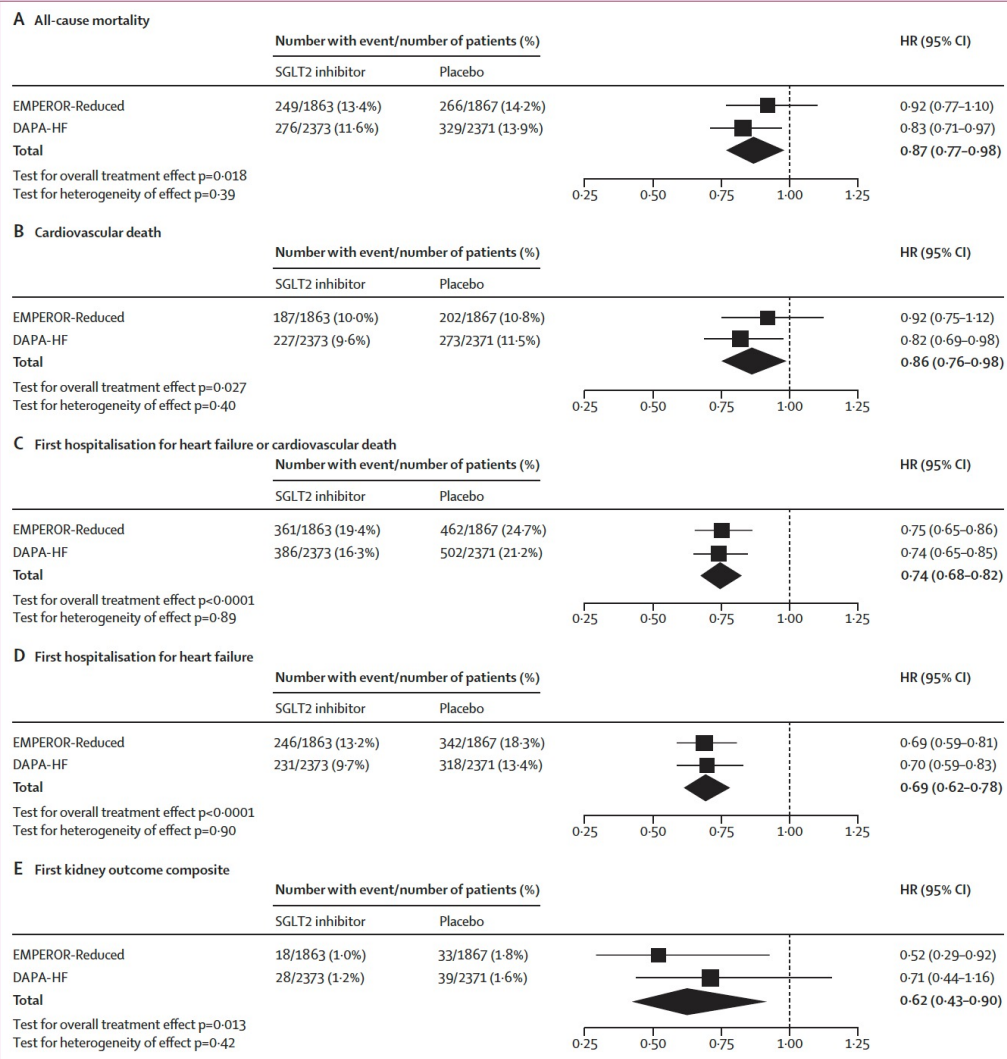 A All-cause mortality
Number with event/number of patients (%) HR (95% CI)
SGLT2 inhibitor Placebo
EMPEROR-Reduced 249/1863 (13·4%) 266/1867 (14·2%) 0·92 (0·77–1·10)
DAPA-HF 276/2373 (11·6%) 329/2371 (13·9%) 0·83 (0·71–0·97)
Total 0·87 (0·77–0·98)
Test for overall treatment effect p=0·018
Test for heterogeneity of effect p=0·39
0·25 0·50 0·75 1·00 1·25
B Cardiovascular death
Number with event/number of patients (%) HR (95% CI)
SGLT2 inhibitor Placebo
EMPEROR-Reduced 187/1863 (10·0%) 202/1867 (10·8%) 0·92 (0·75–1·12)
DAPA-HF 227/2373 (9·6%) 273/2371 (11·5%) 0·82 (0·69–0·98)
Total 0·86 (0·76–0·98)
Test for overall treatment effect p=0·027
Test for heterogeneity of effect p=0·40
0·25 0·50 0·75 1·00 1·25
C First hospitalisation for heart failure or cardiovascular death
Number with event/number of patients (%) HR (95% CI)
SGLT2 inhibitor Placebo
EMPEROR-Reduced 361/1863 (19·4%) 462/1867 (24·7%) 0·75 (0·65–0·86)
DAPA-HF 386/2373 (16·3%) 502/2371 (21·2%) 0·74 (0·65–0·85)
Total 0·74 (0·68–0·82)
Test for overall treatment effect p<0·0001
Test for heterogeneity of effect p=0·89
0·25 0·50 0·75 1·00 1·25
D First hospitalisation for heart failure
Number with event/number of patients (%) HR (95% CI)
SGLT2 inhibitor Placebo
EMPEROR-Reduced 246/1863 (13·2%) 342/1867 (18·3%) 0·69 (0·59–0·81)
DAPA-HF 231/2373 (9·7%) 318/2371 (13·4%) 0·70 (0·59–0·83)
Total 0·69 (0·62–0·78)
Test for overall treatment effect p<0·0001
Test for heterogeneity of effect p=0·90
0·25 0·50 0·75 1·00 1·25
E First kidney outcome composite
Number with event/number of patients (%) HR (95% CI)
SGLT2 inhibitor Placebo
EMPEROR-Reduced 18/1863 (1·0%) 33/1867 (1·8%) 0·52 (0·29–0·92)
DAPA-HF 28/2373 (1·2%) 39/2371 (1·6%) 0·71 (0·44–1·16)
Total 0·62 (0·43–0·90)
Test for overall treatment effect p=0·013
Test for heterogeneity of effect p=0·42
0·25 0·50 0·75 1·00 1·25